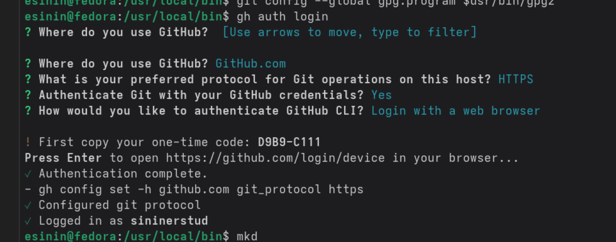 esinin@fedora:/usr/local/bin$ git config --global gpg.program $usr/bin/gpg2
esinin@fedora:/usr/local/bin$ gh auth login
? Where do you use GitHub?  [Use arrows to move, type to filter]
? Where do you use GitHub? GitHub.com
? What is your preferred protocol for Git operations on this host? HTTPS
? Authenticate Git with your GitHub credentials? Yes
? How would you like to authenticate GitHub CLI? Login with a web browser
! First copy your one-time code: D9B9-C111
Press Enter to open https://github.com/login/device in your browser...
✓ Authentication complete.
- gh config set -h github.com git_protocol https
✓ Configured git protocol
✓ Logged in as sininerstud
esinin@fedora:/usr/local/bin$ mkd